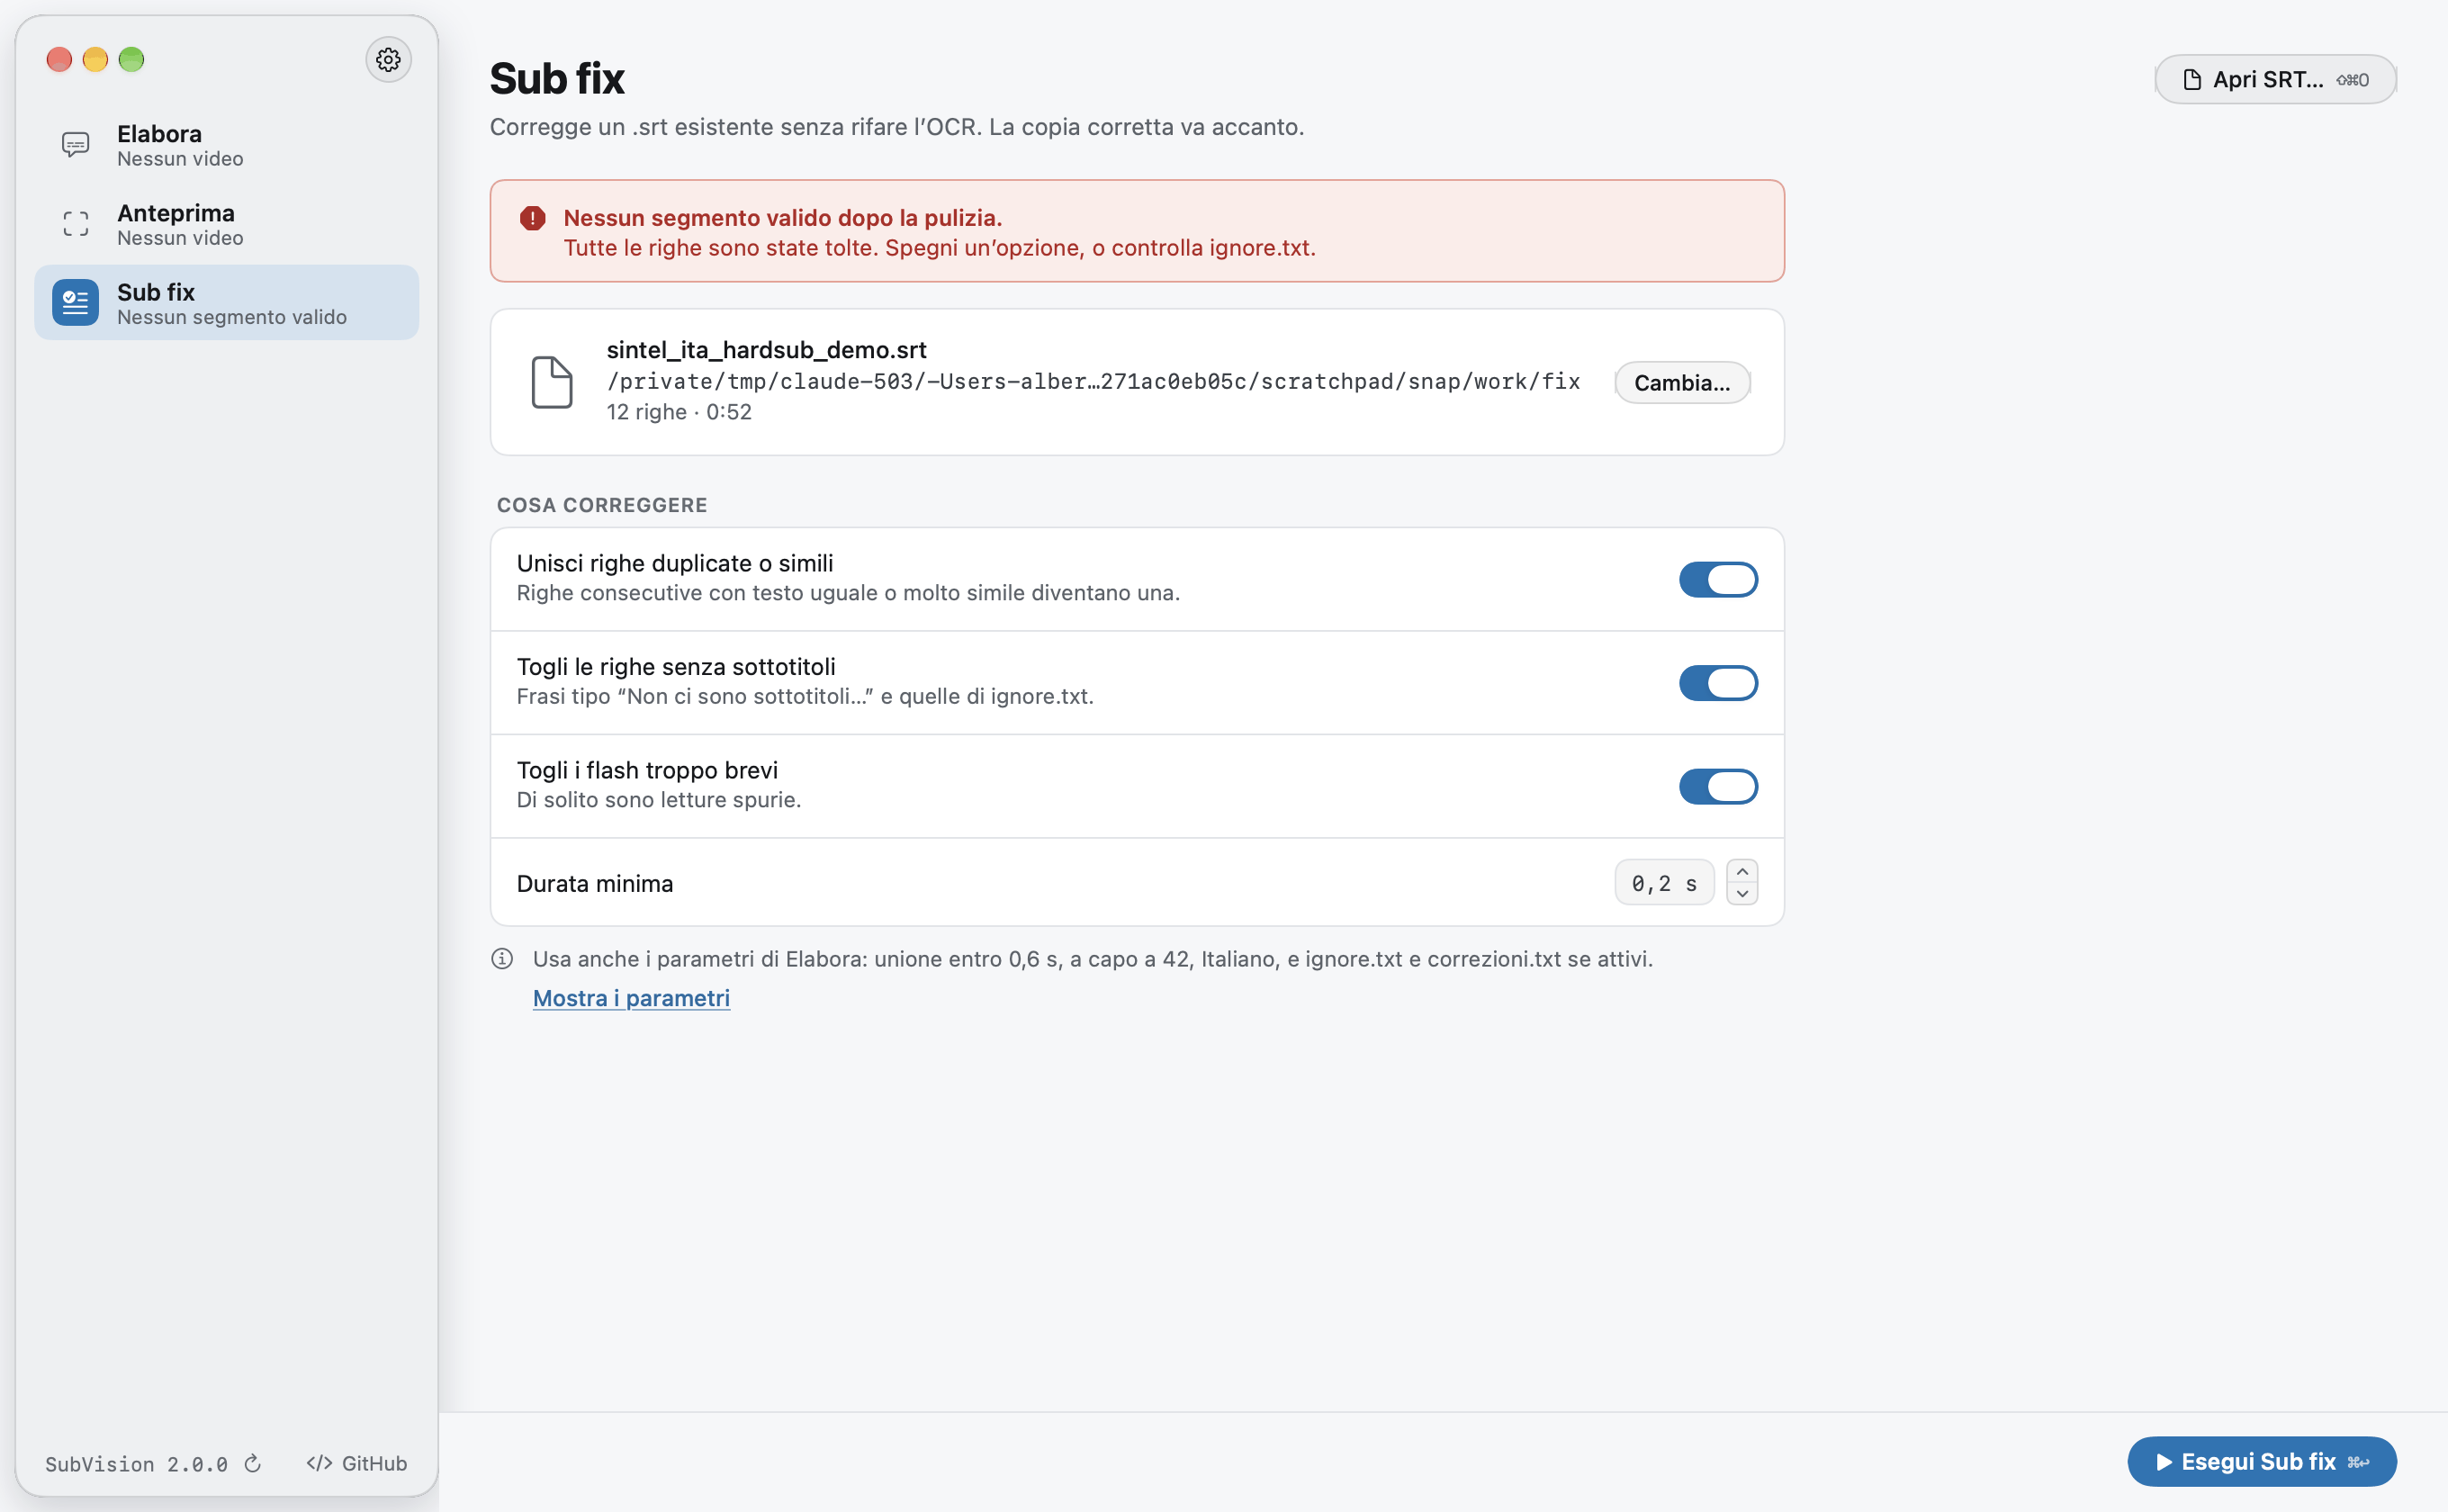 Elabora
Nessun video
Anteprima
Nessun video
Sub fix
Nessun segmento valido
SubVision 2.0.0
</> GitHub
Sub fix
Corregge un .srt esistente senza rifare l’OCR. La copia corretta va accanto.
Apri SRT... ⇧⌘O
Nessun segmento valido dopo la pulizia.
Tutte le righe sono state tolte. Spegni un’opzione, o controlla ignore.txt.
sintel_ita_hardsub_demo.srt
/private/tmp/claude-503/-Users-alber…271ac0eb05c/scratchpad/snap/work/fix
12 righe · 0:52
Cambia...
COSA CORREGGERE
Unisci righe duplicate o simili
Righe consecutive con testo uguale o molto simile diventano una.
Togli le righe senza sottotitoli
Frasi tipo “Non ci sono sottotitoli...” e quelle di ignore.txt.
Togli i flash troppo brevi
Di solito sono letture spurie.
Durata minima
0,2 s
Usa anche i parametri di Elabora: unione entro 0,6 s, a capo a 42, Italiano, e ignore.txt e correzioni.txt se attivi.
Mostra i parametri
Esegui Sub fix ⌘↩